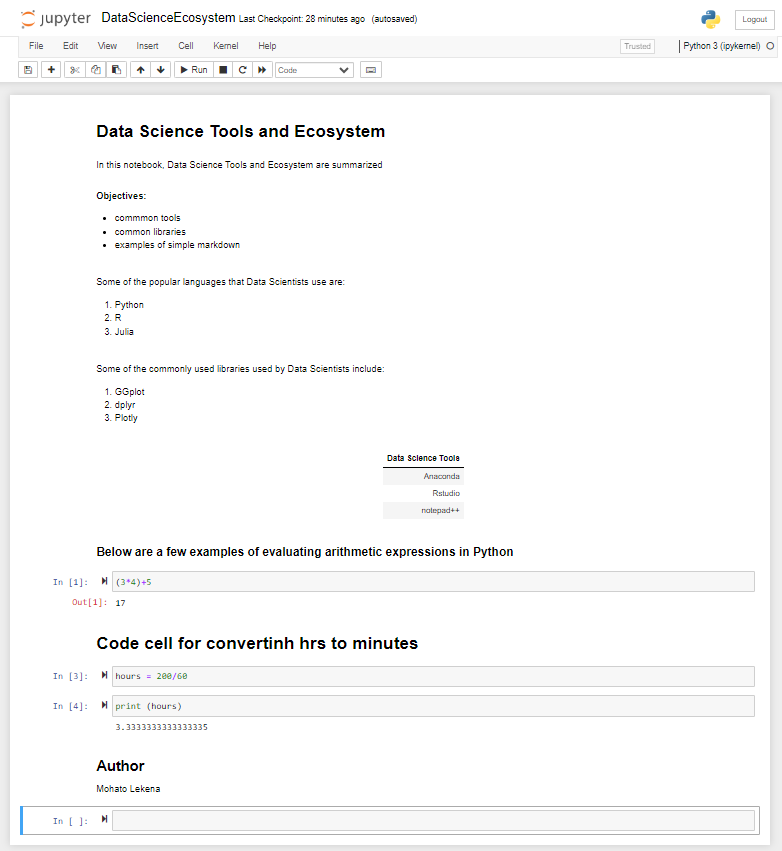 jupyter DataScienceEcosystem Last Checkpoint: 28 minutes ago (autosaved) Logout
File Edit View Insert Cell Kernel Help Trusted Python 3 (ipykernel)
Run Code
Data Science Tools and Ecosystem
In this notebook, Data Science Tools and Ecosystem are summarized
Objectives:
• commmon tools
• common libraries
• examples of simple markdown
Some of the popular languages that Data Scientists use are:
1. Python
2. R
3. Julia
Some of the commonly used libraries used by Data Scientists include:
1. GGplot
2. dplyr
3. Plotly
Data Science Tools
Anaconda
Rstudio
notepad++
Below are a few examples of evaluating arithmetic expressions in Python
In [1]: (3*4)+5
Out[1]: 17
Code cell for convertinh hrs to minutes
In [3]: hours = 200/60
In [4]: print (hours)
3.3333333333333335
Author
Mohato Lekena
In [ ]: